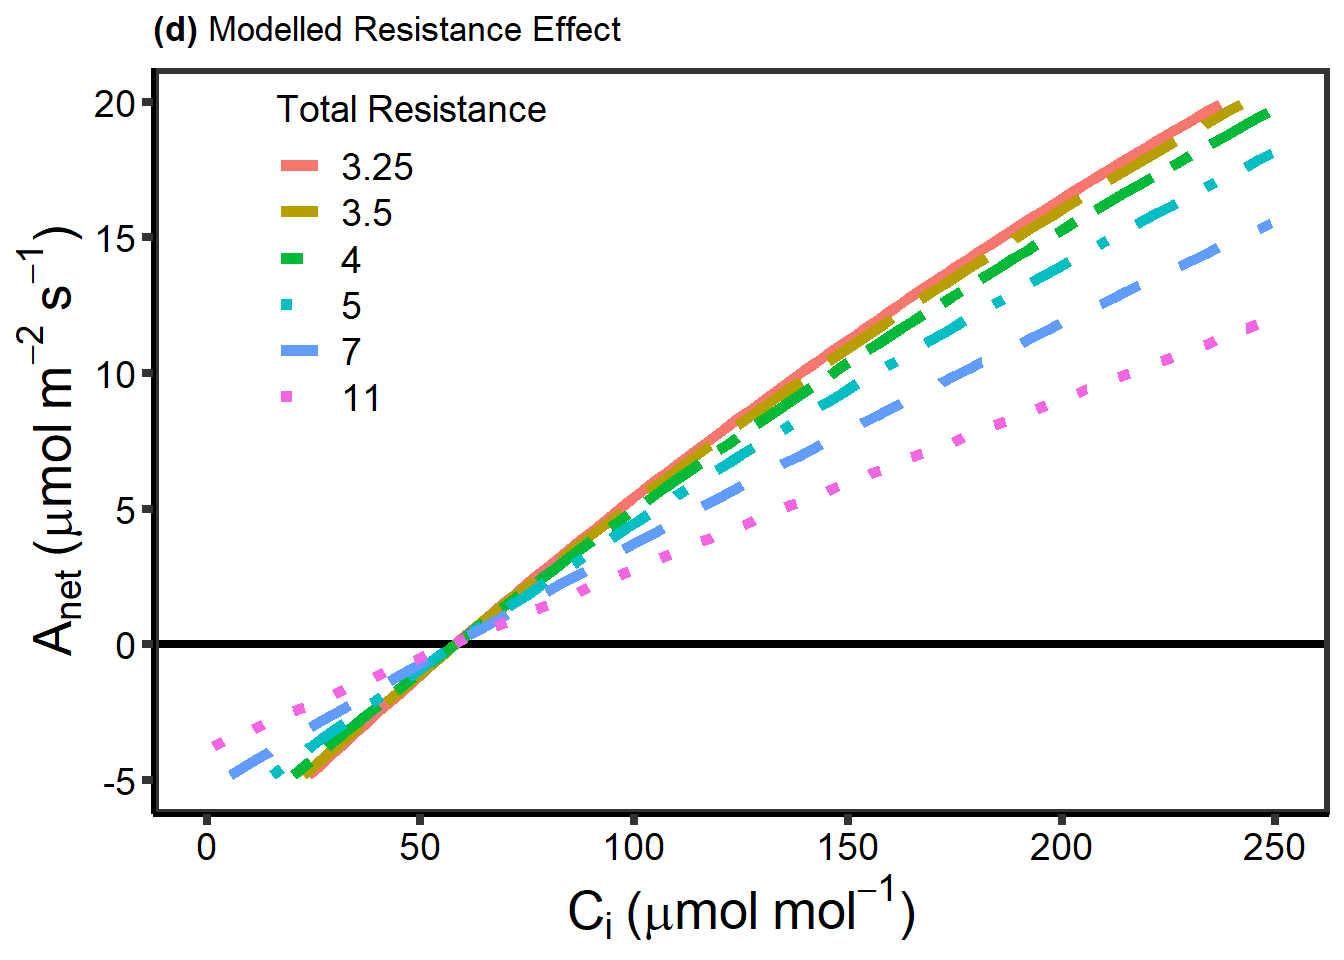 (d) Modelled Resistance Effect
Total Resistance
3.25
3.5
4
5
7
11
20
15
10
5
0
-5
Anet (μmol m−2 s−1)
0 50 100 150 200 250
Ci (μmol mol−1)